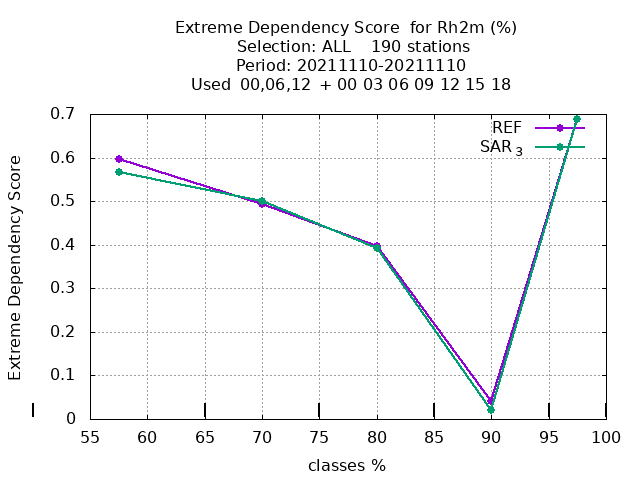 Extreme Dependency Score  for Rh2m (%)
Selection: ALL    190 stations
Period: 20211110-20211110
Used  00,06,12  + 00 03 06 09 12 15 18
REF
SAR 3
0.7
0.6
0.5
0.4
0.3
0.2
0.1
0
Extreme Dependency Score
55 60 65 70 75 80 85 90 95 100
classes %